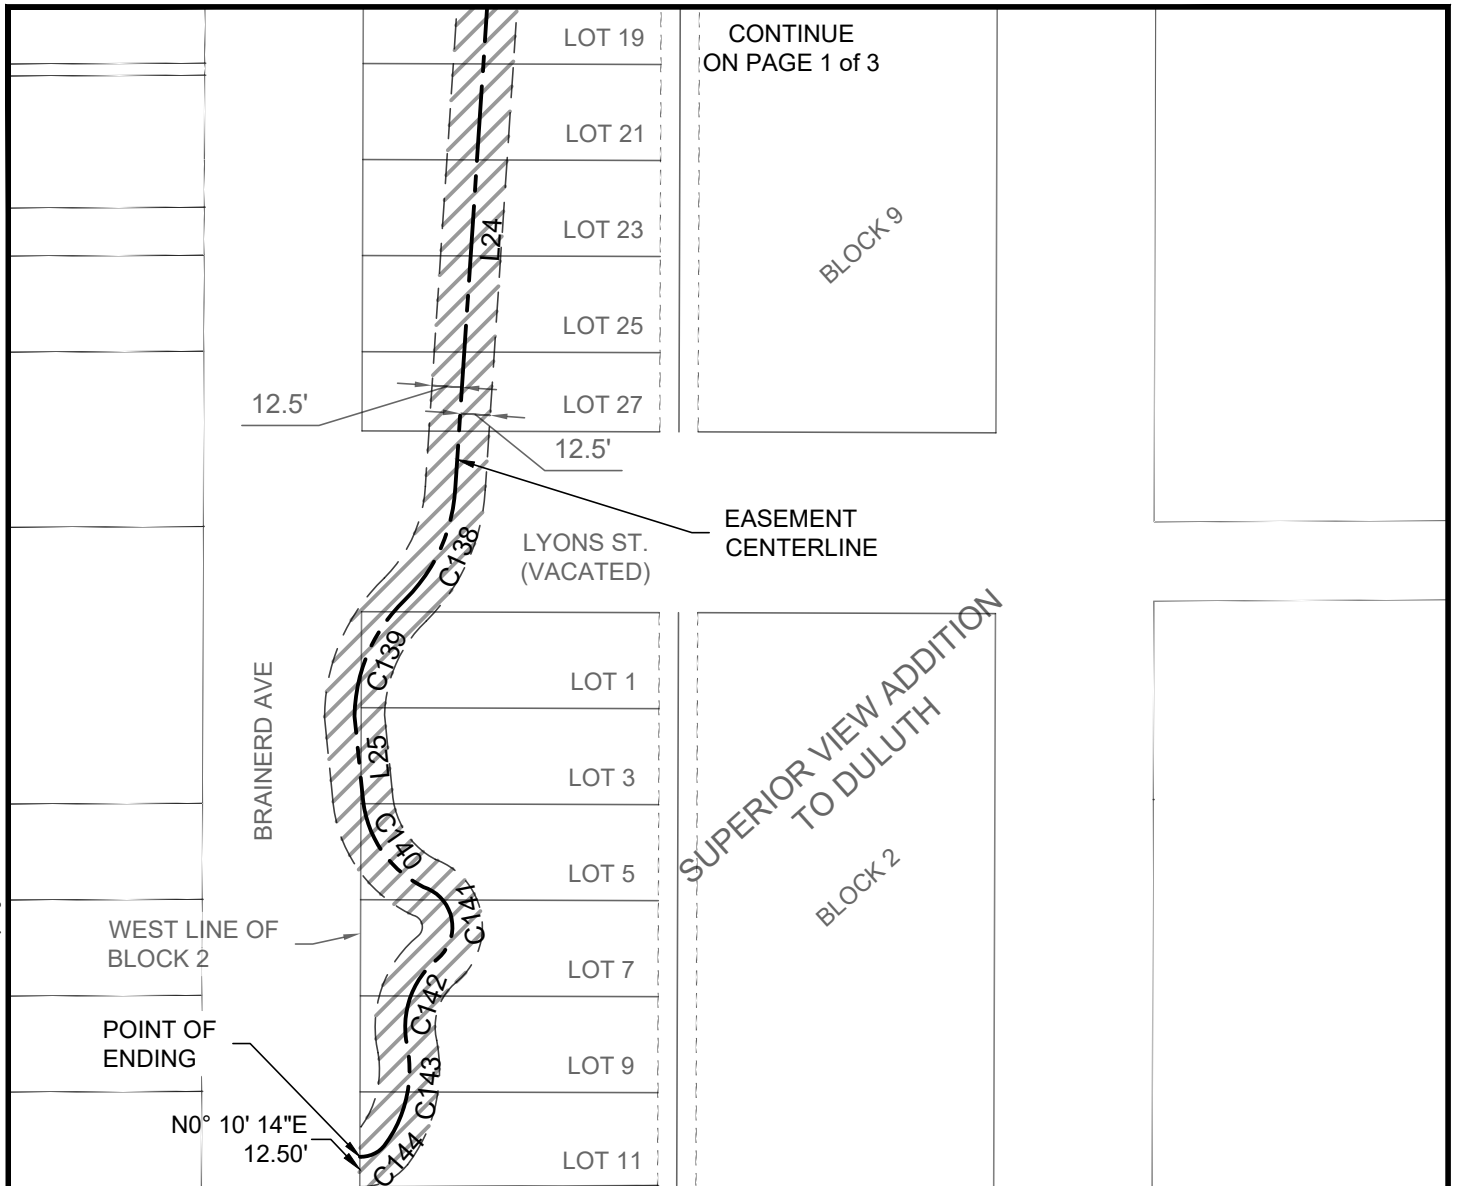 LOT 19
CONTINUE
ON PAGE 1 of 3
LOT 21
LOT 23
L24
BLOCK 9
LOT 25
12.5'
LOT 27
12.5'
EASEMENT
CENTERLINE
LYONS ST.
(VACATED)
C138
C139
LOT 1
BRAINERD AVE
SUPERIOR VIEW ADDITION
TO DULUTH
L25
LOT 3
C140
LOT 5
BLOCK 2
C141
WEST LINE OF
BLOCK 2
LOT 7
C142
POINT OF
ENDING
LOT 9
C143
N0° 10' 14"E
12.50'
C144
LOT 11